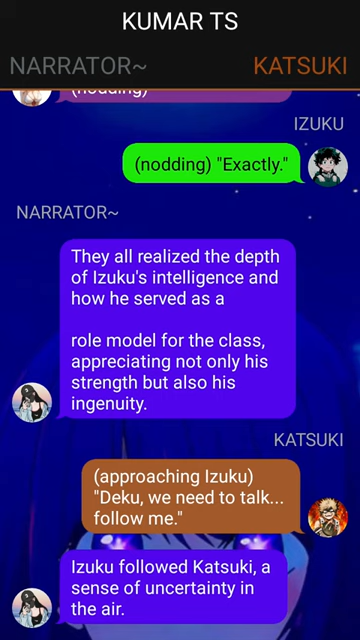 KUMAR TS
NARRATOR~
KATSUKI
(nodding)
IZUKU
(nodding) "Exactly."
NARRATOR~
They all realized the depth
of Izuku's intelligence and
how he served as a
role model for the class,
appreciating not only his
strength but also his
ingenuity.
KATSUKI
(approaching Izuku)
"Deku, we need to talk...
follow me."
Izuku followed Katsuki, a
sense of uncertainty in
the air.